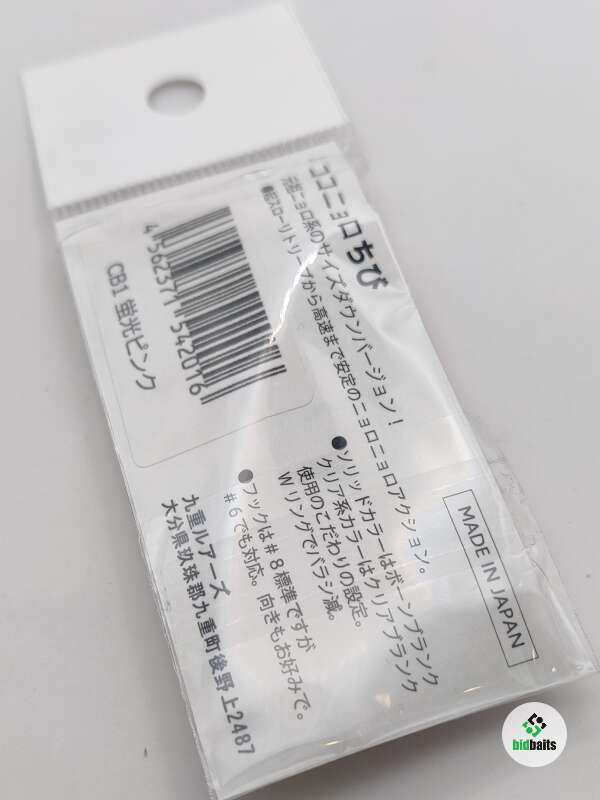 ココニョロちび
元祖ニョロ系のサイズダウンバージョン!
●超スローリトリーブから高速まで安定のニョロニョロアクション。
4 562371 542016
CB1 蛍光ピンク
●ソリッドカラーはボーンブランク
クリア系カラーはクリアブランク
使用のこだわりの設定。
Wリングでバラシ減。
●フックは#8標準ですが
#6でも対応。向きもお好みで。
九重ルアーズ
大分県玖珠郡九重町後野上2487
MADE IN JAPAN
bidbaits